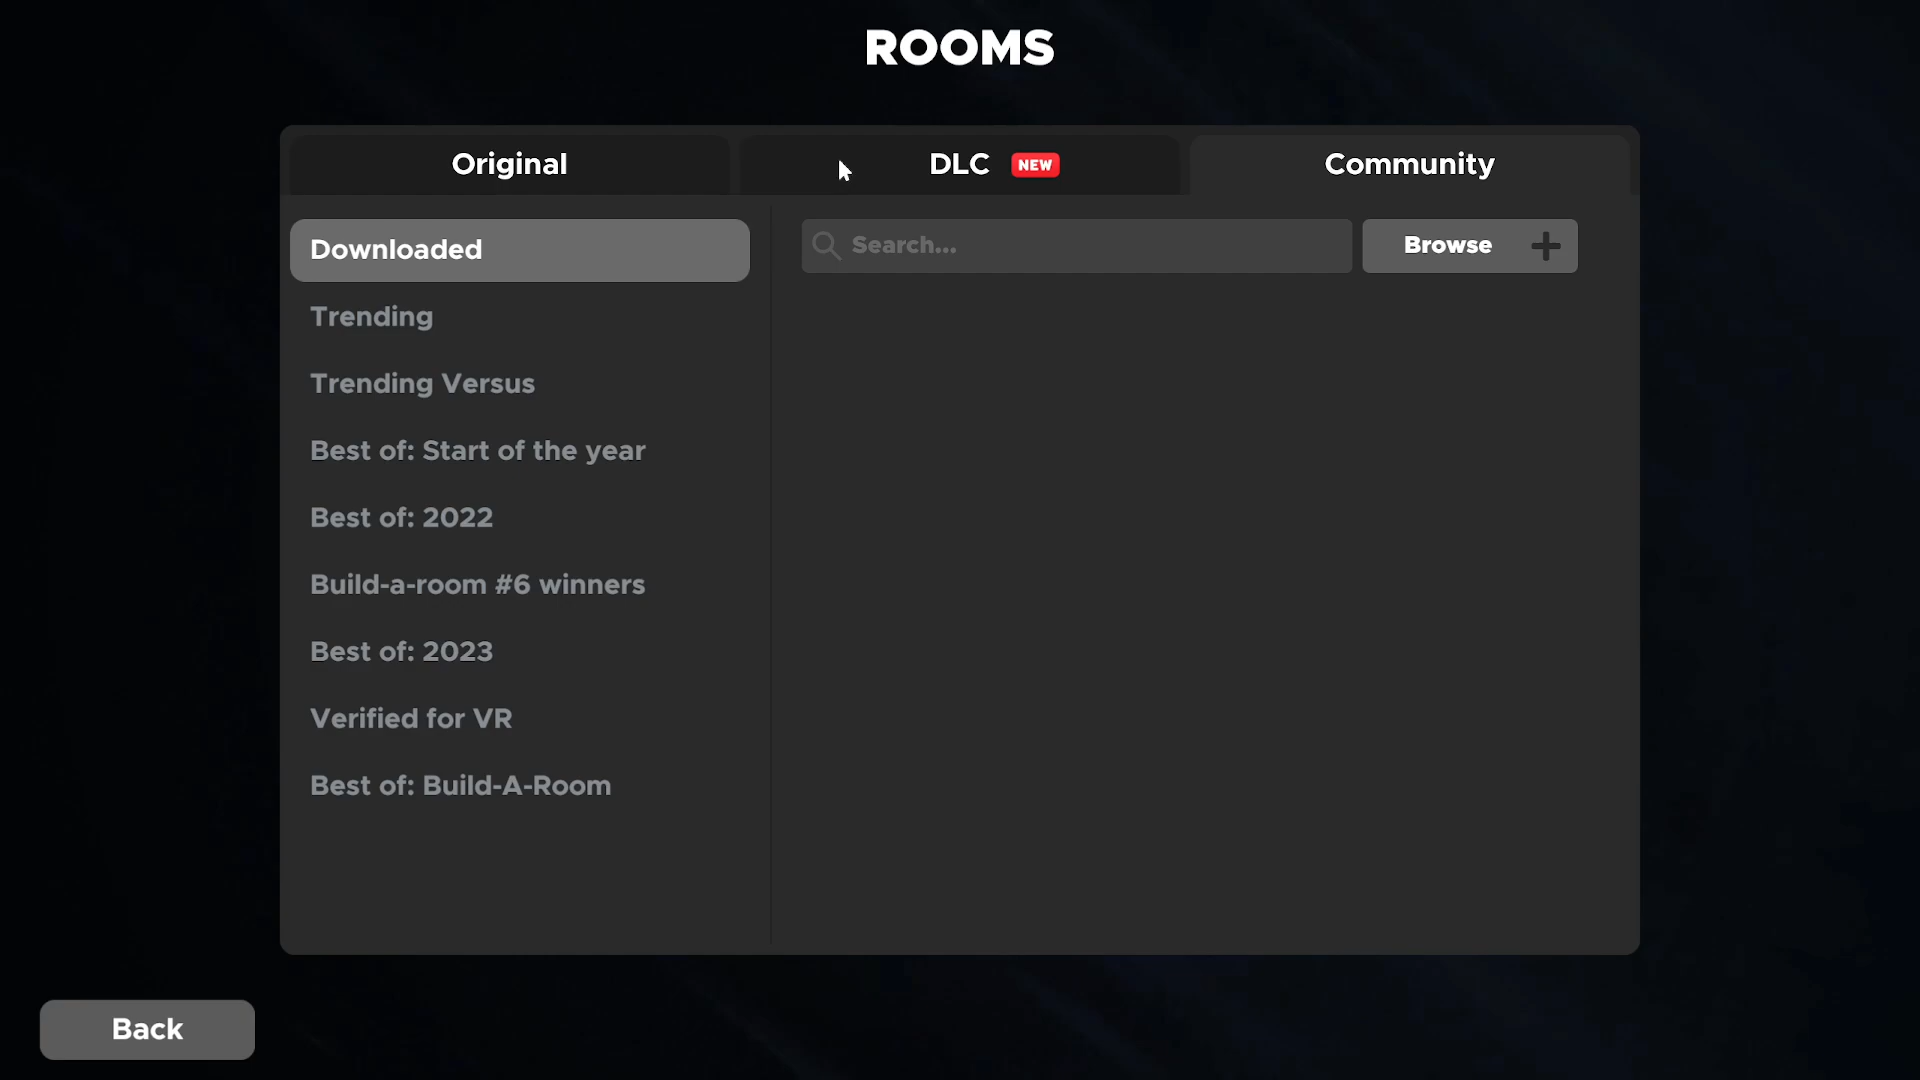 ROOMS
Original
DLC NEW
Community
Downloaded
Trending
Trending Versus
Best of: Start of the year
Best of: 2022
Build-a-room #6 winners
Best of: 2023
Verified for VR
Best of: Build-A-Room
Search...
Browse
Back